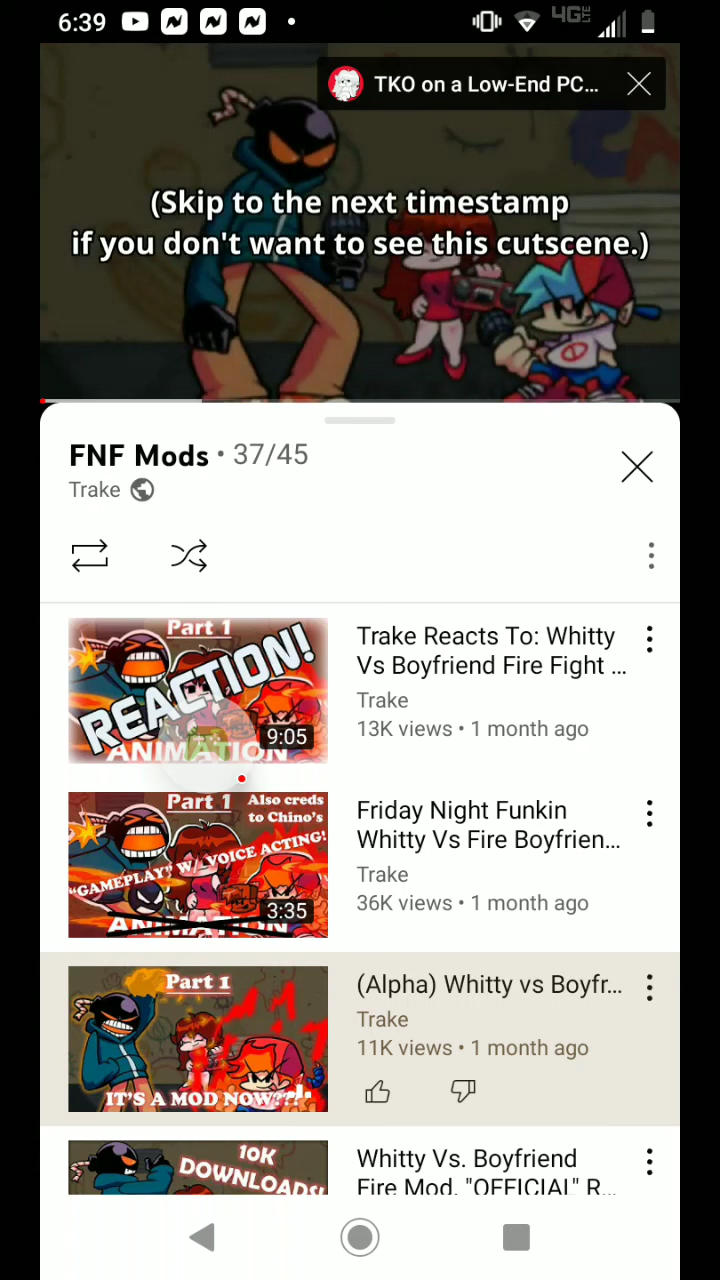 6:39
4G LTE
TKO on a Low-End PC...
(Skip to the next timestamp
if you don't want to see this cutscene.)
FNF Mods • 37/45
Trake
Part 1
REACTION!
ANIMATION
9:05
Trake Reacts To: Whitty
Vs Boyfriend Fire Fight ...
Trake
13K views • 1 month ago
Part 1
Also creds
to Chino's
"GAMEPLAY" W/ VOICE ACTING!
ANIMATION
3:35
Friday Night Funkin
Whitty Vs Fire Boyfrien...
Trake
36K views • 1 month ago
Part 1
IT'S A MOD NOW???!
(Alpha) Whitty vs Boyfr...
Trake
11K views • 1 month ago
10K
DOWNLOADS!
Whitty Vs. Boyfriend
Fire Mod. "OFFICIAL" R...